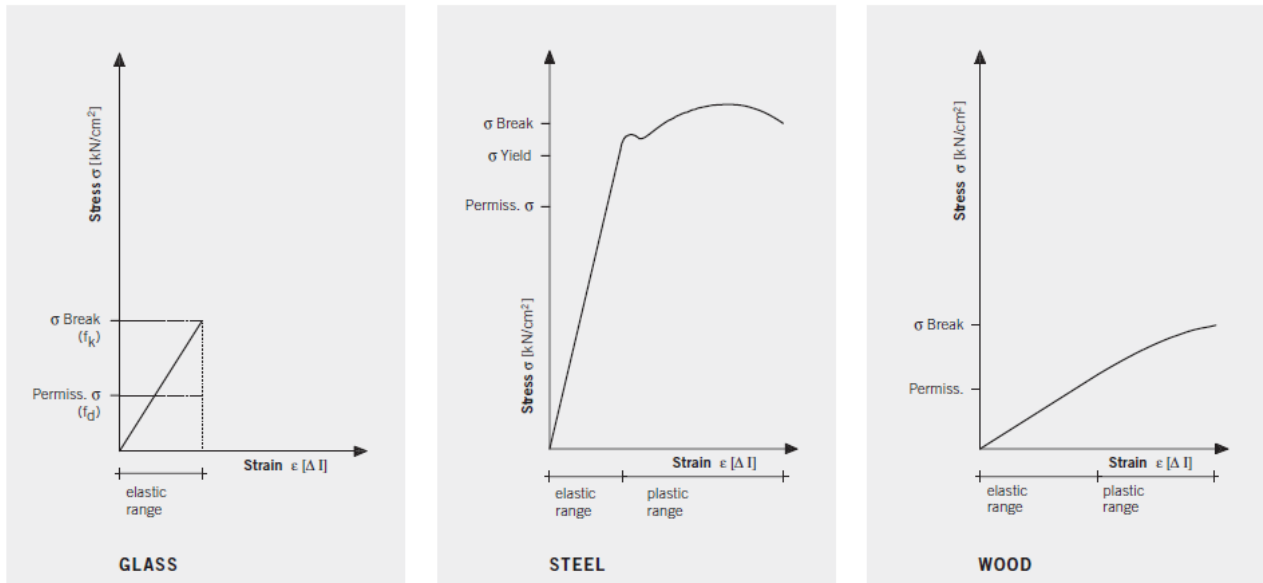 Stress σ [kN/cm²]
σ Break
(fk)
Permiss. σ
(fd)
Strain ε [Δ l]
elastic
range
GLASS
σ Break
σ Yield
Permiss. σ
Stress σ [kN/cm²]
Strain ε [Δ l]
elastic
range
plastic
range
STEEL
Stress σ [kN/cm²]
σ Break
Permiss.
Strain ε [Δ l]
elastic
range
plastic
range
WOOD